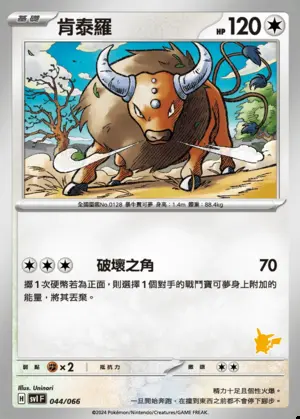 基礎 肯泰羅 HP 120
全國圖鑑No.0128 暴牛寶可夢 身高：1.4m 體重：88.4kg
破壞之角 70
擲1次硬幣若為正面，則選擇1個對手的戰鬥寶可夢身上附加的
能量，將其丟棄。
弱點 ×2 抵抗力 撤退
Illus. Uninori
H svI F 044/066
精力十足且個性火爆。
一旦開始奔跑，在撞到東西之前都不會停下腳步。
©2024 Pokémon/Nintendo/Creatures/GAME FREAK.